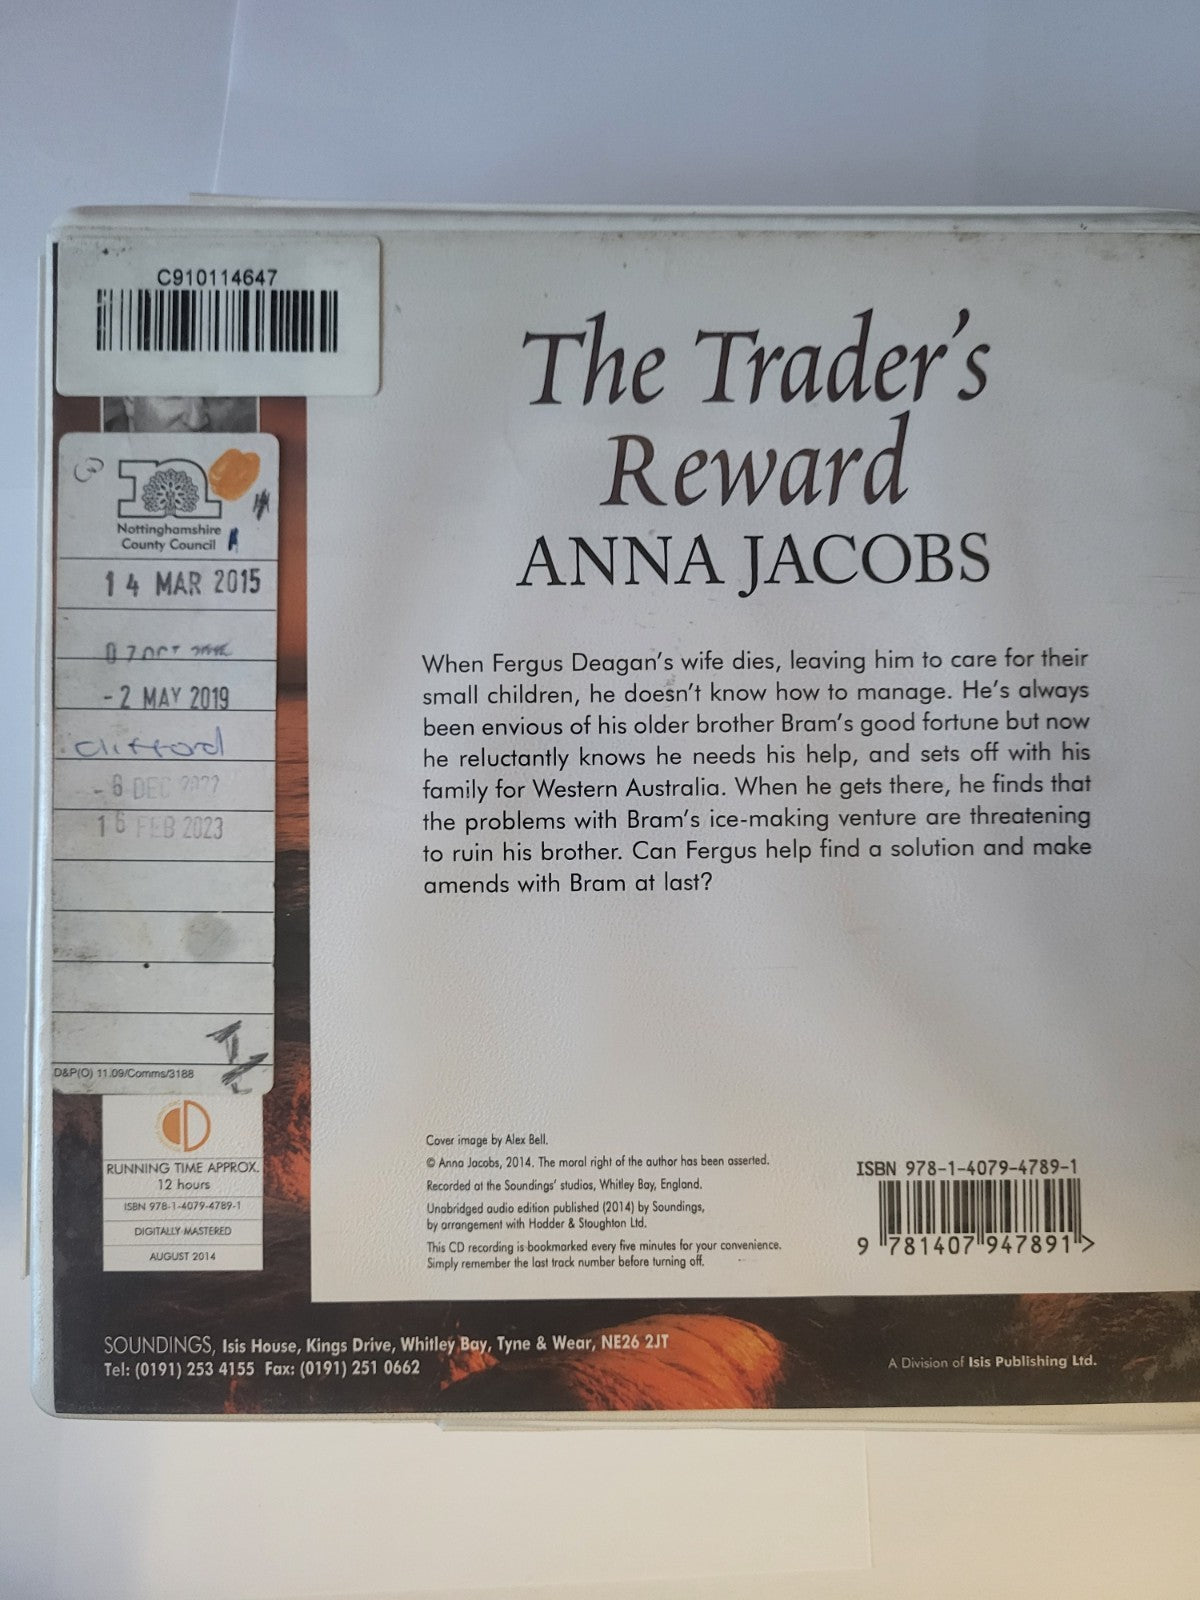 C910114647
The Trader's
Reward
ANNA JACOBS
Nottinghamshire
County Council
14 MAR 2015
07 OCT
- 2 MAY 2019
Clifford
- 6 DEC 2022
16 FEB 2023
D&P(O) 11.09/Comms/3188
When Fergus Deagan's wife dies, leaving him to care for their
small children, he doesn't know how to manage. He's always
been envious of his older brother Bram's good fortune but now
he reluctantly knows he needs his help, and sets off with his
family for Western Australia. When he gets there, he finds that
the problems with Bram's ice-making venture are threatening
to ruin his brother. Can Fergus help find a solution and make
amends with Bram at last?
RUNNING TIME APPROX.
12 hours
ISBN 978-1-4079-4789-1
DIGITALLY MASTERED
AUGUST 2014
Cover image by Alex Bell.
© Anna Jacobs, 2014. The moral right of the author has been asserted.
Recorded at the Soundings' studios, Whitley Bay, England.
Unabridged audio edition published (2014) by Soundings,
by arrangement with Hodder & Stoughton Ltd.
This CD recording is bookmarked every five minutes for your convenience.
Simply remember the last track number before turning off.
ISBN 978-1-4079-4789-1
9 781407 947891 >
SOUNDINGS, Isis House, Kings Drive, Whitley Bay, Tyne & Wear, NE26 2JT
Tel: (0191) 253 4155 Fax: (0191) 251 0662
A Division of Isis Publishing Ltd.